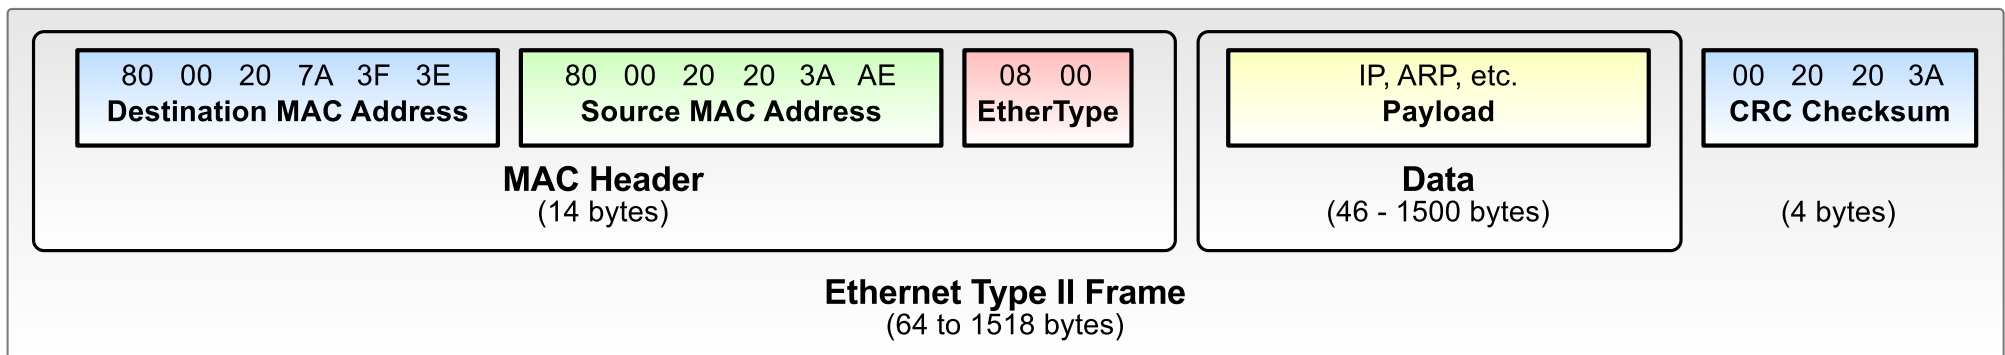 80 00 20 7A 3F 3E
Destination MAC Address
80 00 20 20 3A AE
Source MAC Address
08 00
EtherType
MAC Header
(14 bytes)
IP, ARP, etc.
Payload
Data
(46 - 1500 bytes)
00 20 20 3A
CRC Checksum
(4 bytes)
Ethernet Type II Frame
(64 to 1518 bytes)